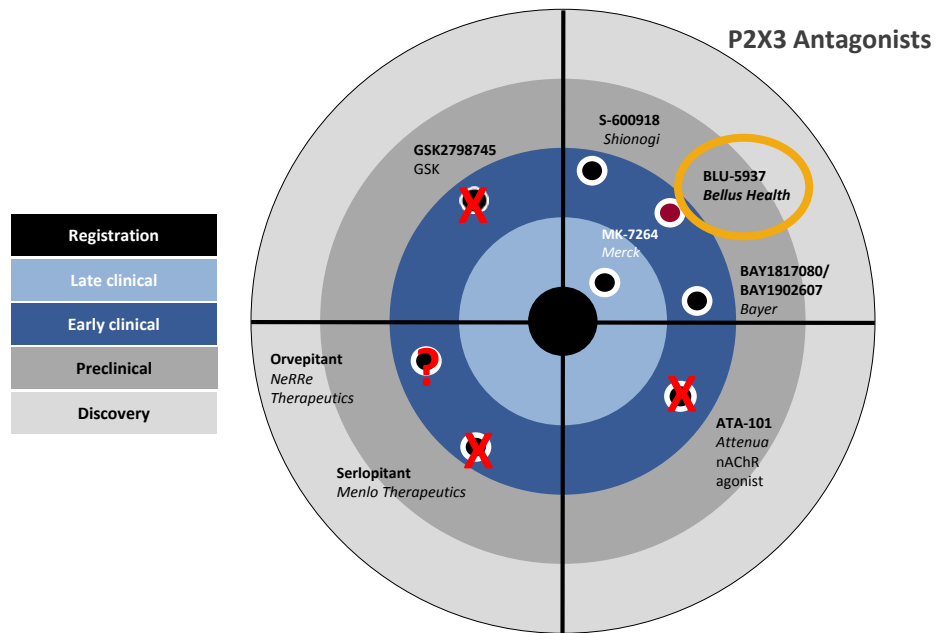 P2X3 Antagonists
S-600918
Shionogi
GSK2798745
GSK
X
BLU-5937
Bellus Health
MK-7264
Merck
BAY1817080/
BAY1902607
Bayer
Registration
Late clinical
Early clinical
Preclinical
Discovery
Orvepitant
NeRRe
Therapeutics
?
X
ATA-101
Attenua
nAChR
agonist
Serlopitant
Menlo Therapeutics
X